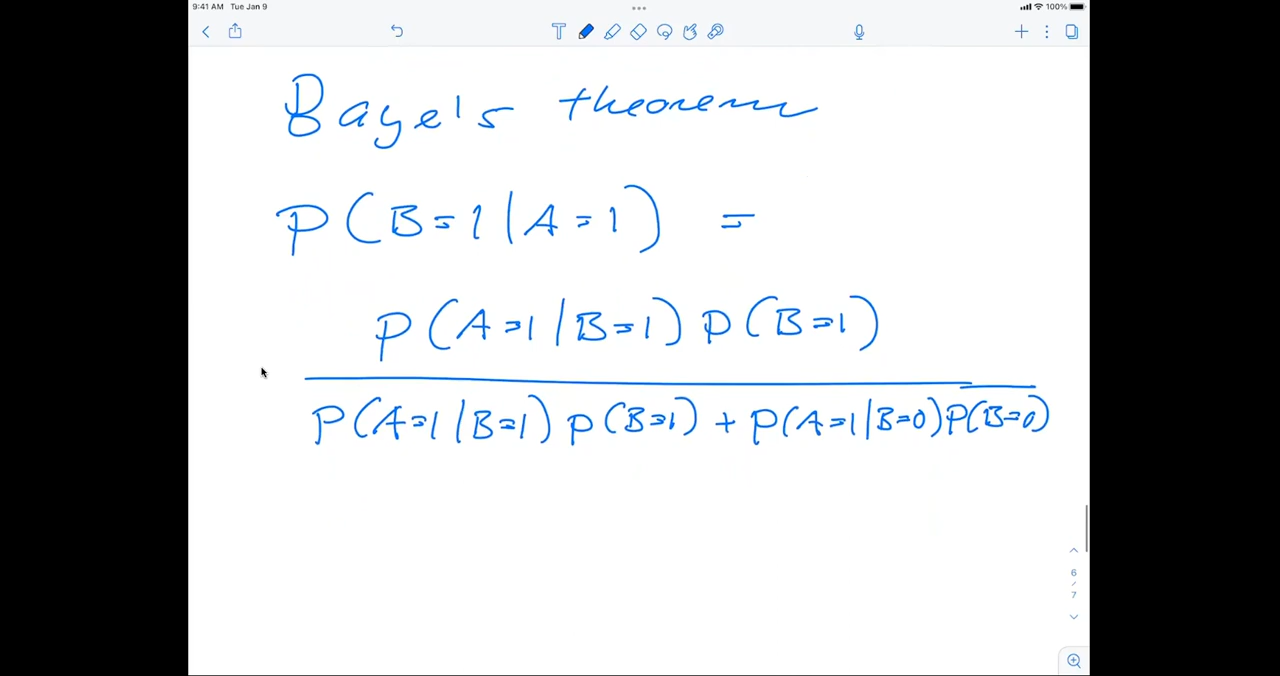 9:41 AM Tue Jan 9
100%
T
Baye's theorem
P(B=1|A=1) =
P(A=1|B=1) P(B=1)
P(A=1|B=1) P(B=1) + P(A=1|B=0) P(B=0)
6
/
7